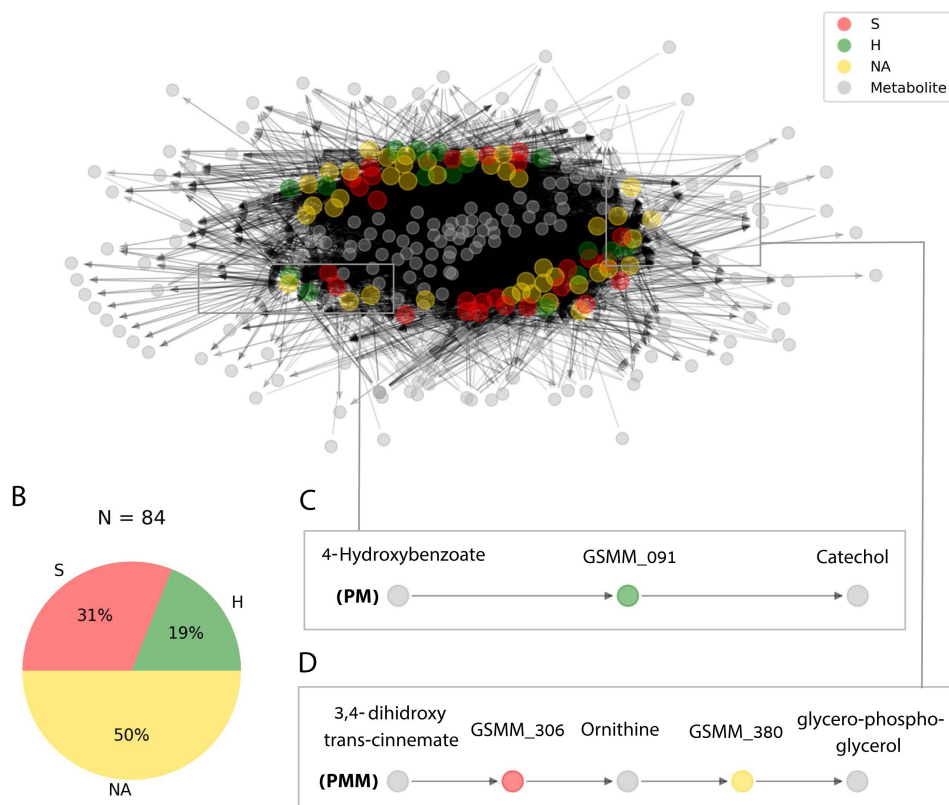 S
H
NA
Metabolite
B
N = 84
S
31%
H
19%
50%
NA
C
4-Hydroxybenzoate
GSMM_091
Catechol
(PM)
D
3,4- dihidroxy
trans-cinnemate
GSMM_306
Ornithine
GSMM_380
glycero-phospho-
glycerol
(PMM)